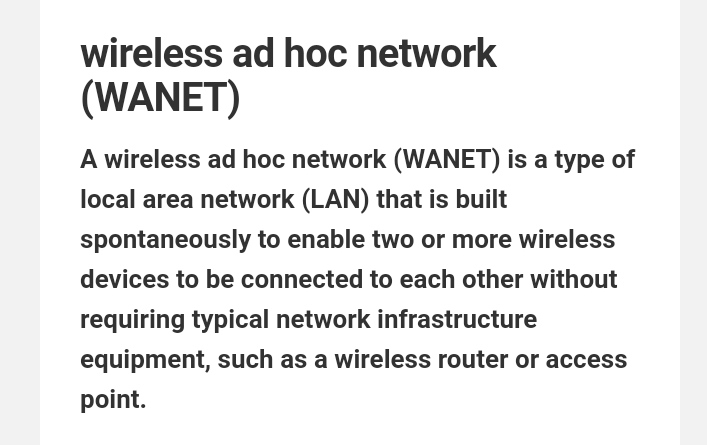 wireless ad hoc network
(WANET)
A wireless ad hoc network (WANET) is a type of
local area network (LAN) that is built
spontaneously to enable two or more wireless
devices to be connected to each other without
requiring typical network infrastructure
equipment, such as a wireless router or access
point.